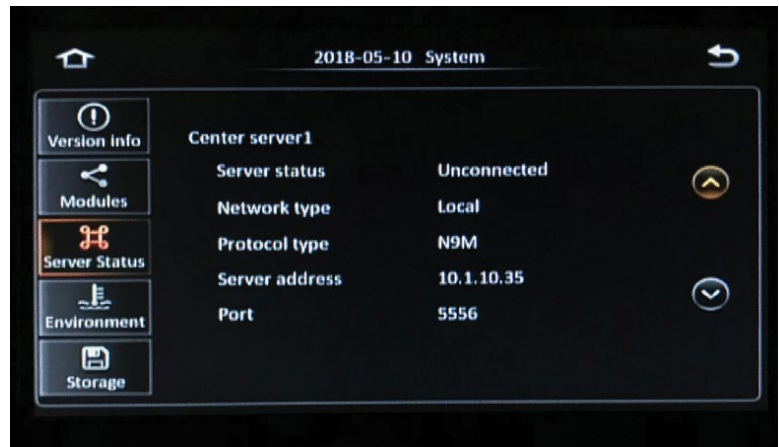 2018-05-10 System
Version info
Modules
Server Status
Environment
Storage
Center server1
Server status Unconnected
Network type Local
Protocol type N9M
Server address 10.1.10.35
Port 5556